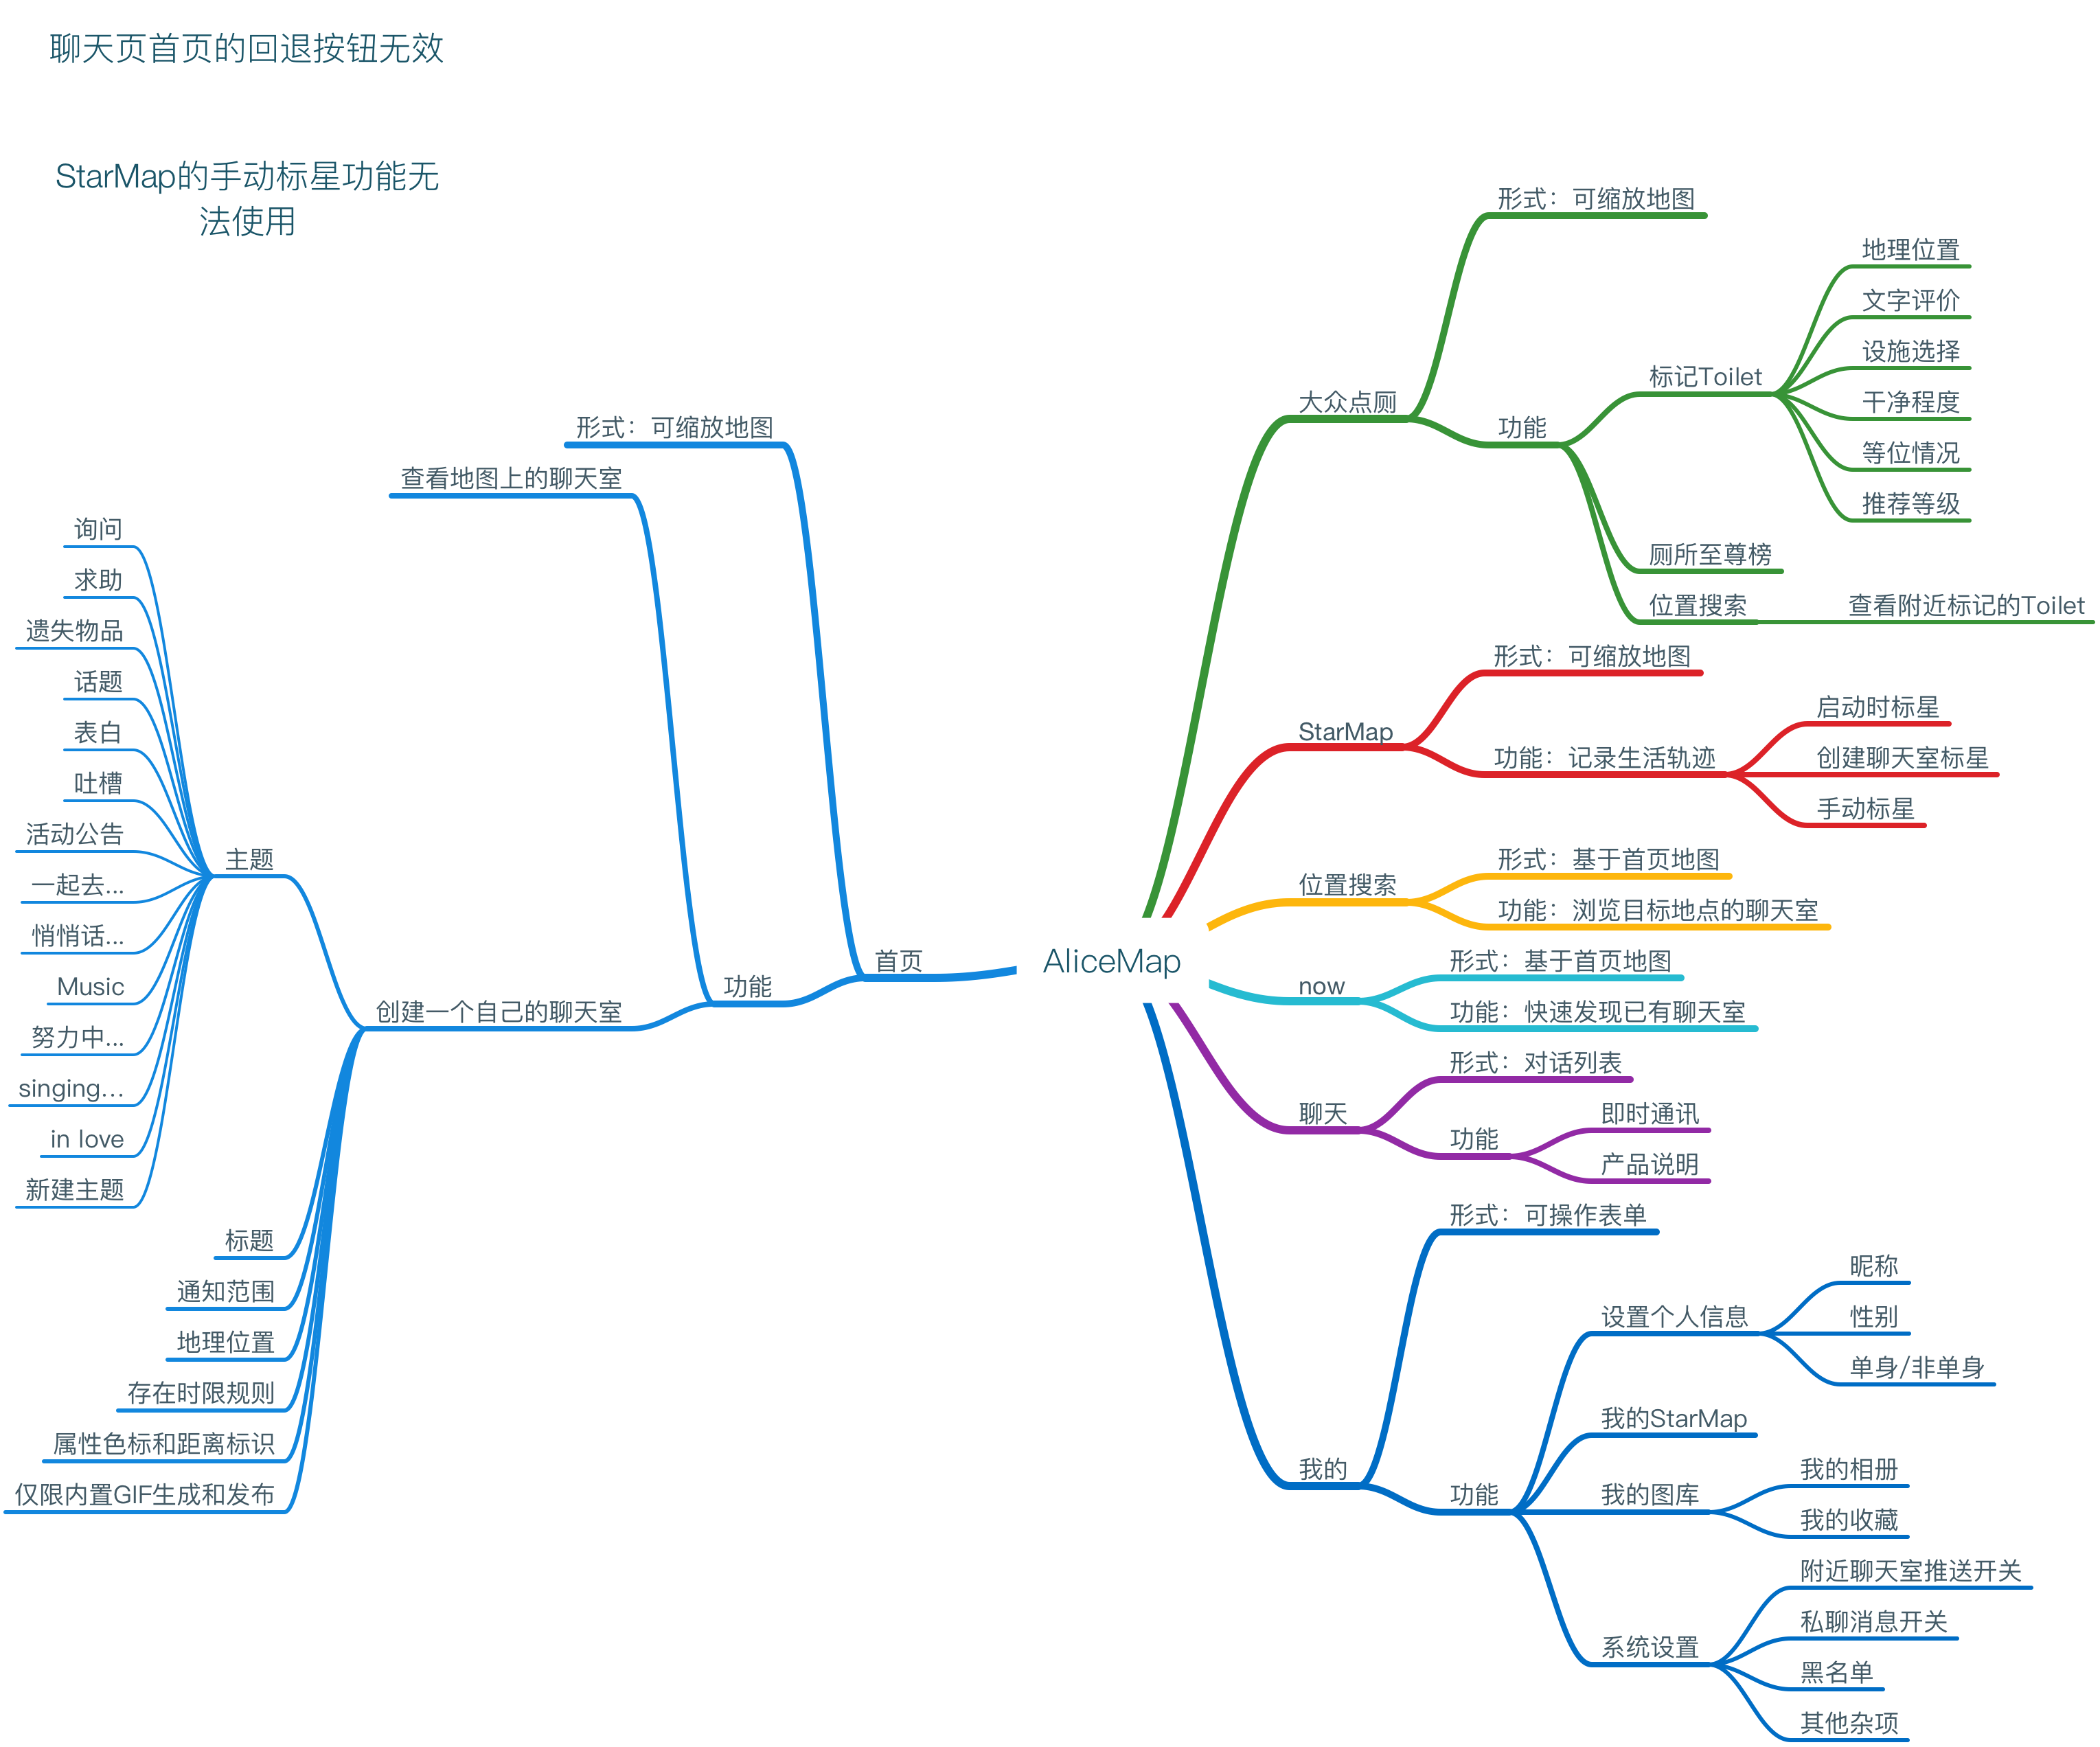 聊天页首页的回退按钮无效
StarMap的手动标星功能无
法使用
AliceMap
首页
形式：可缩放地图
功能
查看地图上的聊天室
创建一个自己的聊天室
主题
询问
求助
遗失物品
话题
表白
吐槽
活动公告
一起去...
悄悄话...
Music
努力中...
singing...
in love
新建主题
标题
通知范围
地理位置
存在时限规则
属性色标和距离标识
仅限内置GIF生成和发布
大众点厕
形式：可缩放地图
功能
标记Toilet
地理位置
文字评价
设施选择
干净程度
等位情况
推荐等级
厕所至尊榜
位置搜索
查看附近标记的Toilet
StarMap
形式：可缩放地图
功能：记录生活轨迹
启动时标星
创建聊天室标星
手动标星
位置搜索
形式：基于首页地图
功能：浏览目标地点的聊天室
now
形式：基于首页地图
功能：快速发现已有聊天室
聊天
形式：对话列表
功能
即时通讯
产品说明
我的
形式：可操作表单
功能
设置个人信息
昵称
性别
单身/非单身
我的StarMap
我的图库
我的相册
我的收藏
系统设置
附近聊天室推送开关
私聊消息开关
黑名单
其他杂项